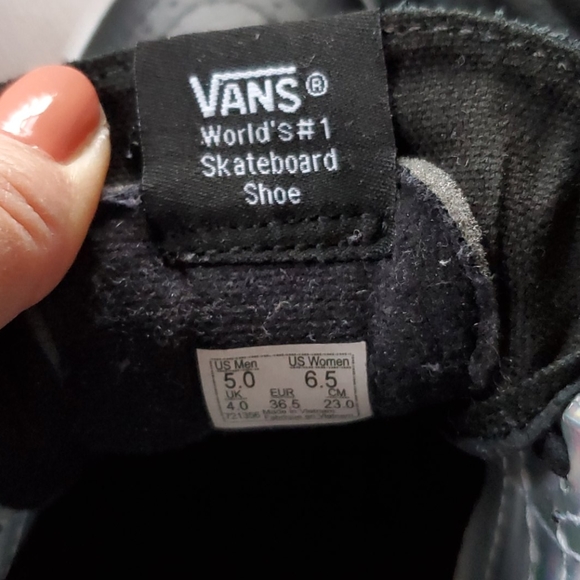 VANS®
World's #1
Skateboard
Shoe
US Men US Women
5.0 6.5
UK EUR CM
4.0 36.5 23.0
721356 Made in Vietnam